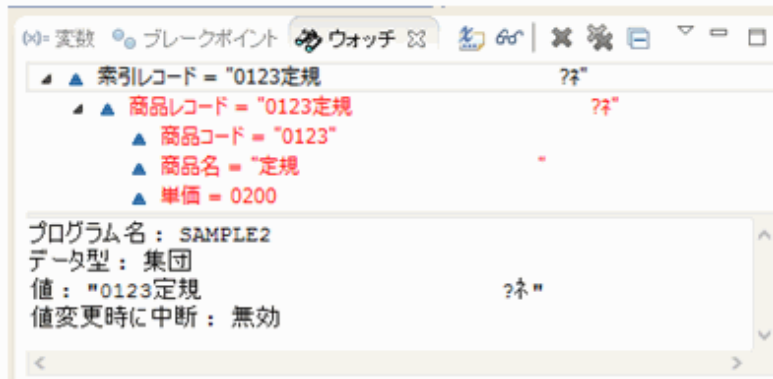 (x)= 変数 ブレークポイント ウォッチ
索引レコード = "0123定規 ?ﾈ"
商品レコード = "0123定規 ?ﾈ"
商品コード = "0123"
商品名 = "定規 "
単価 = 0200
プログラム名 : SAMPLE2
データ型 : 集団
値 : "0123定規 ?ﾈ"
値変更時に中断 : 無効